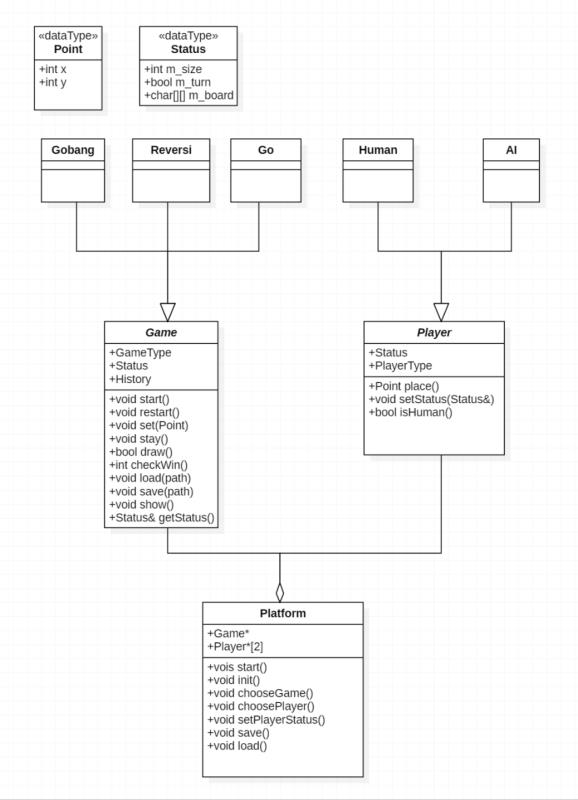 «dataType»
Point
+int x
+int y
«dataType»
Status
+int m_size
+bool m_turn
+char[][] m_board
Gobang
Reversi
Go
Human
AI
Game
+GameType
+Status
+History
+void start()
+void restart()
+void set(Point)
+void stay()
+bool draw()
+int checkWin()
+void load(path)
+void save(path)
+void show()
+Status& getStatus()
Player
+Status
+PlayerType
+Point place()
+void setStatus(Status&)
+bool isHuman()
Platform
+Game*
+Player*[2]
+vois start()
+void init()
+void chooseGame()
+void choosePlayer()
+void setPlayerStatus()
+void save()
+void load()